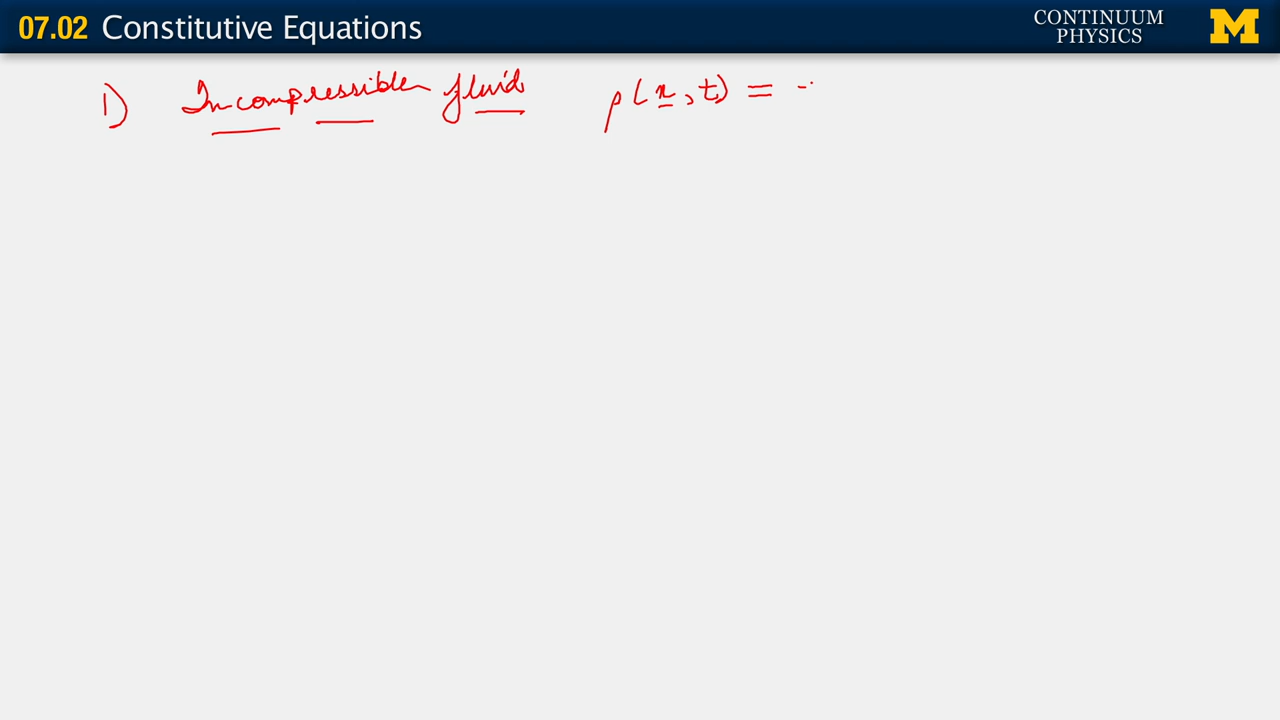 07.02 Constitutive Equations
CONTINUUM
PHYSICS
M
1) Incompressible fluid ρ(x, t) =